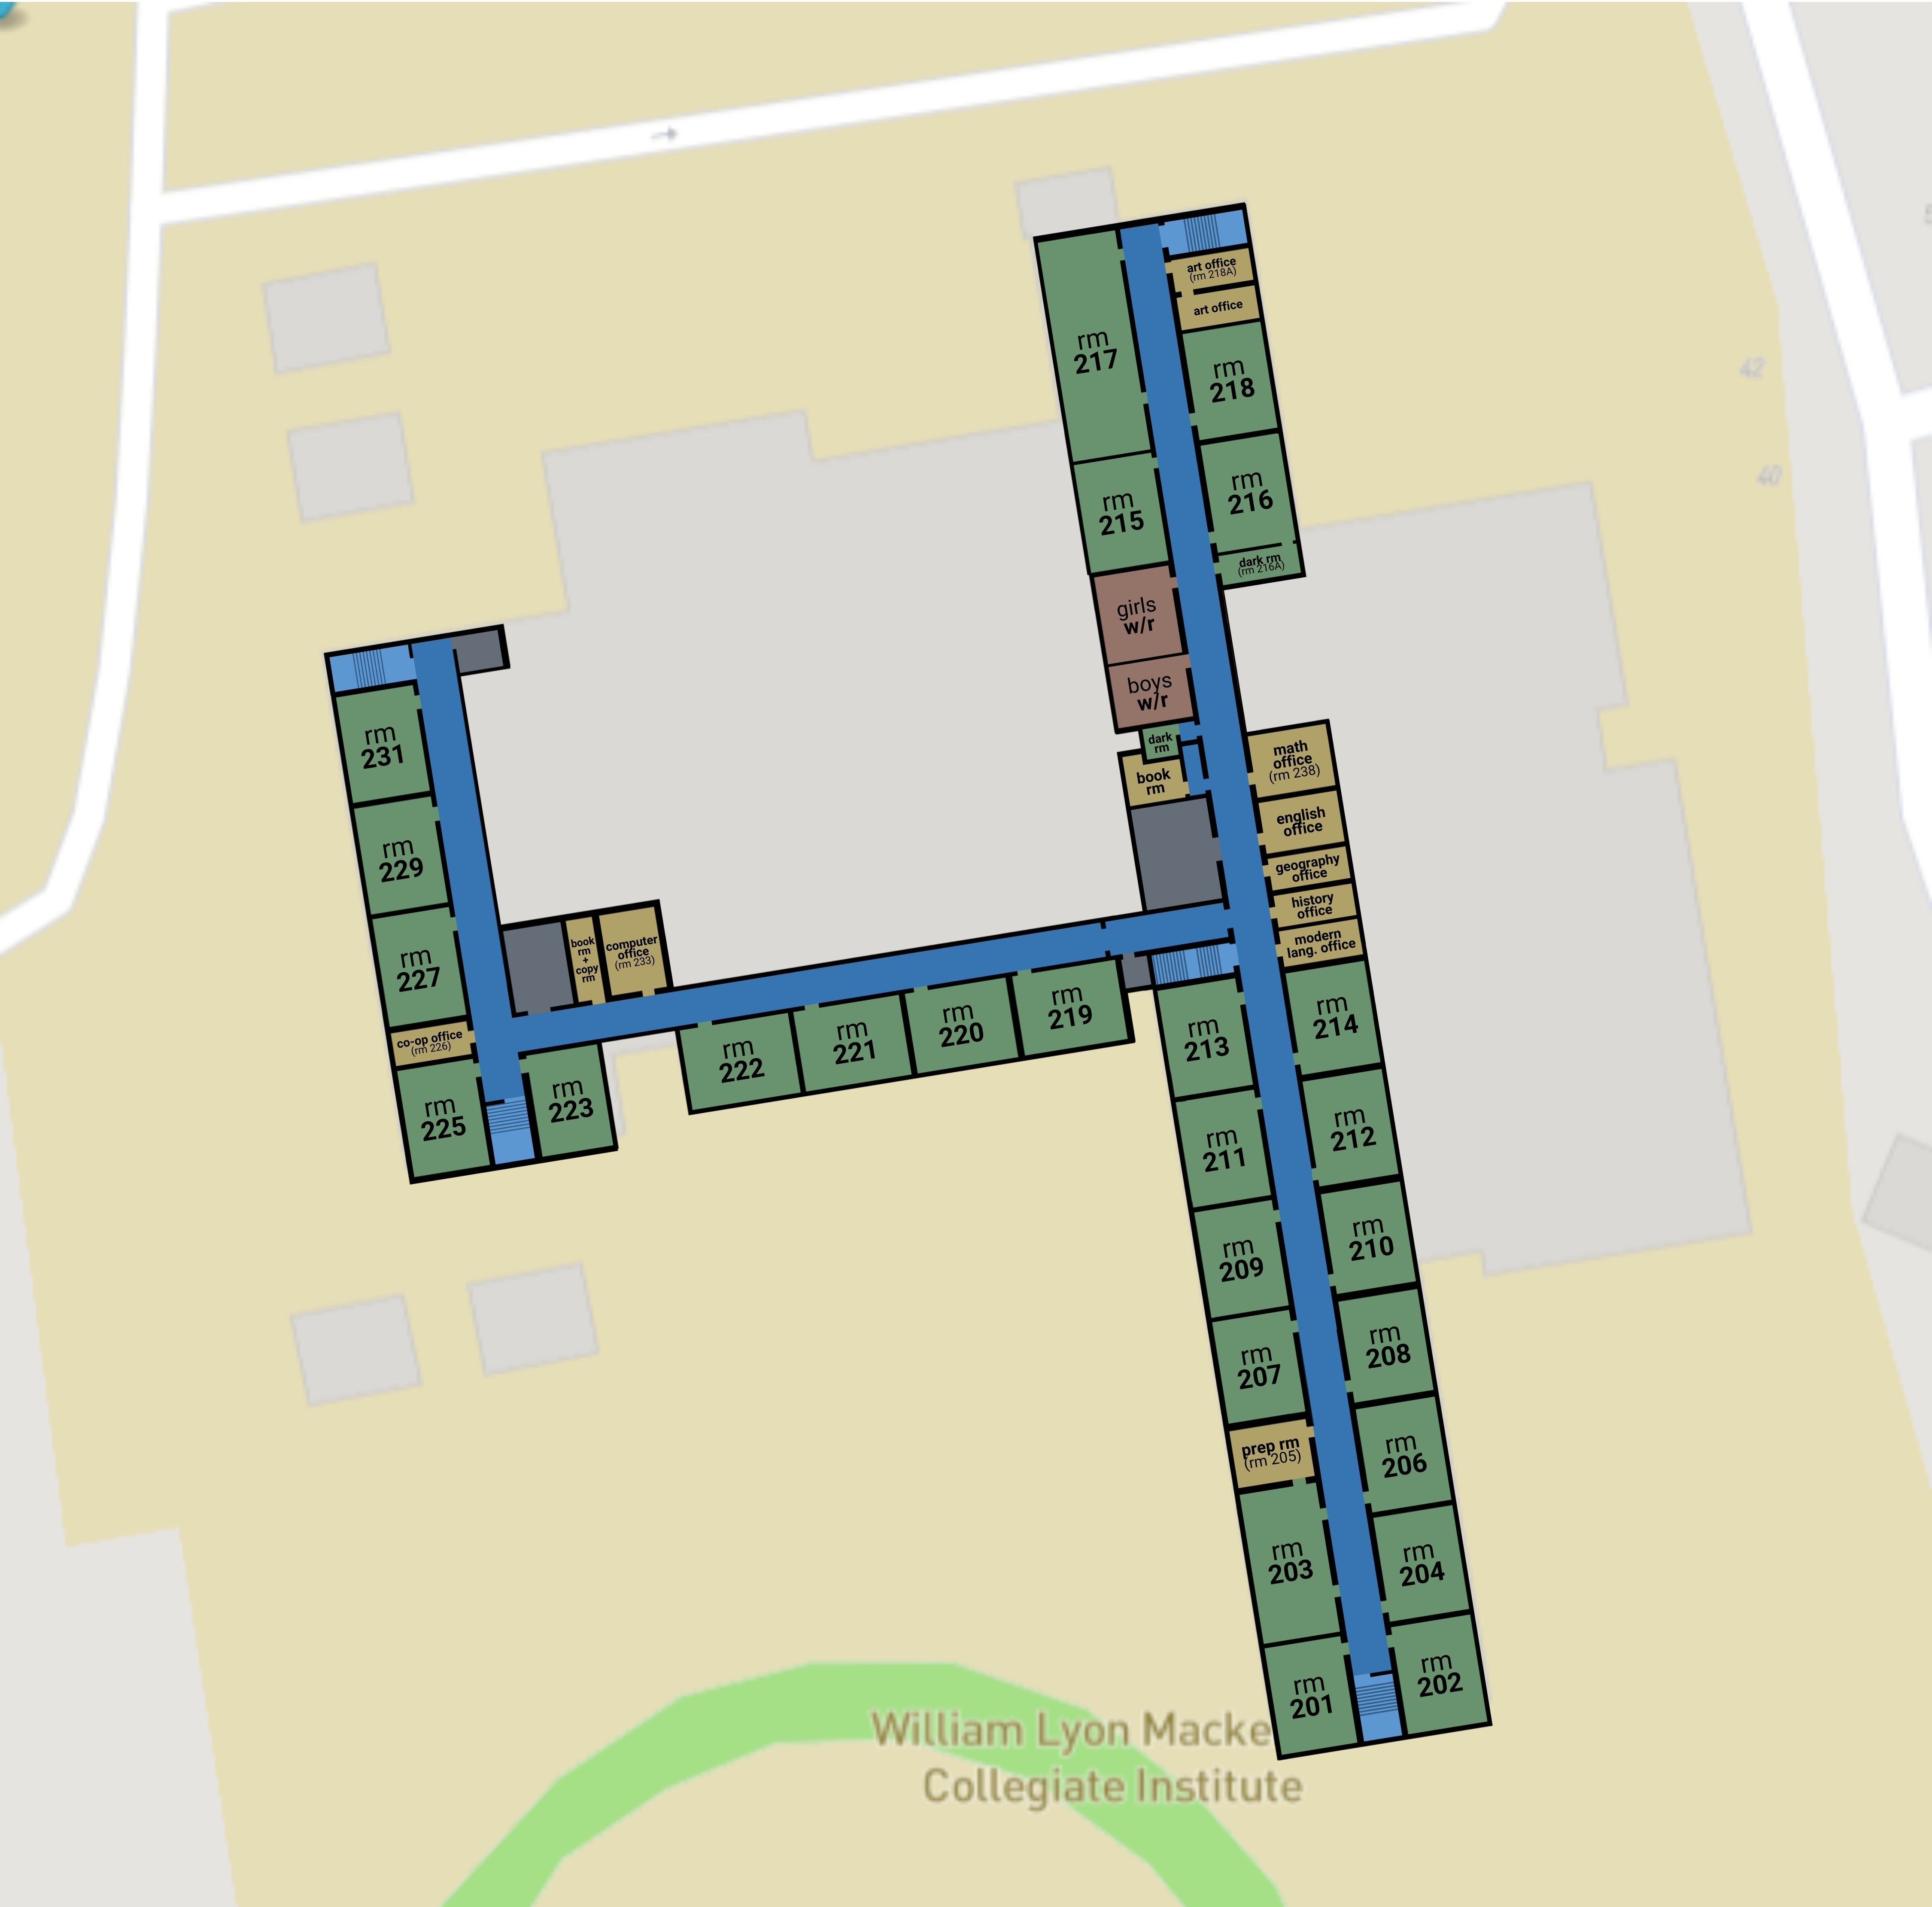 art office
(rm 218A)
art office
rm
217
rm
218
42
40
rm
216
rm
215
dark rm
(rm 216A)
girls
w/r
boys
w/r
dark
rm
book
rm
math
office
(rm 238)
english
office
geography
office
history
office
modern
lang. office
rm
231
rm
229
rm
227
co-op office
(rm 226)
rm
225
rm
223
book
rm
+
copy
rm
computer
office
(rm 233)
rm
222
rm
221
rm
220
rm
219
rm
213
rm
214
rm
211
rm
212
rm
209
rm
210
rm
207
rm
208
prep rm
(rm 205)
rm
206
rm
203
rm
204
rm
201
rm
202
William Lyon Macke
Collegiate Institute